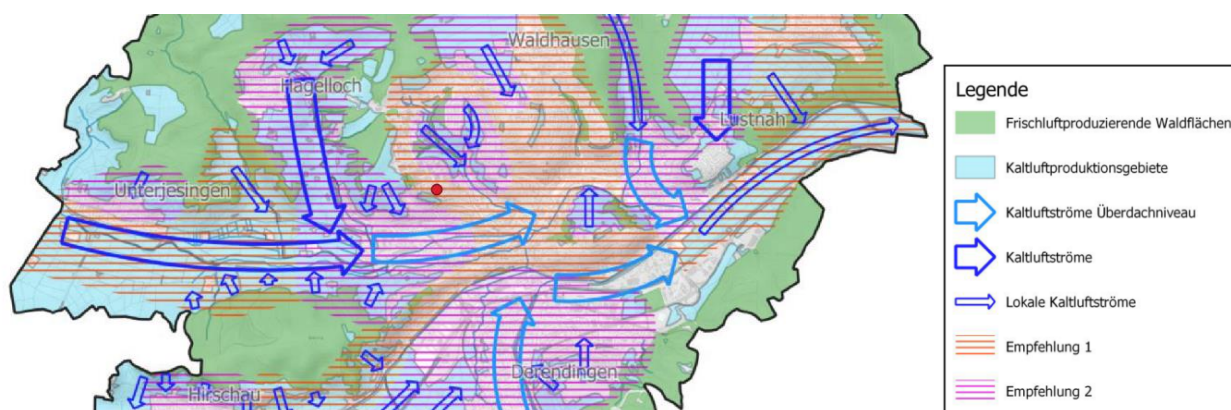 Waldhausen
Hagelloch
Lustnau
Unterjesingen
Derendingen
Hirschau
Legende
Frischluftproduzierende Waldflächen
Kaltluftproduktionsgebiete
Kaltluftströme Überdachniveau
Kaltluftströme
Lokale Kaltluftströme
Empfehlung 1
Empfehlung 2